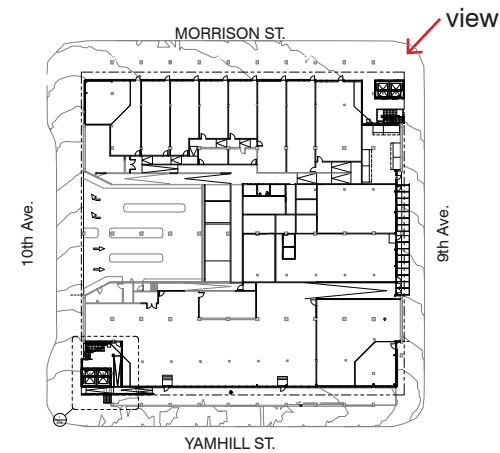 view
MORRISON ST.
10th Ave.
9th Ave.
YAMHILL ST.